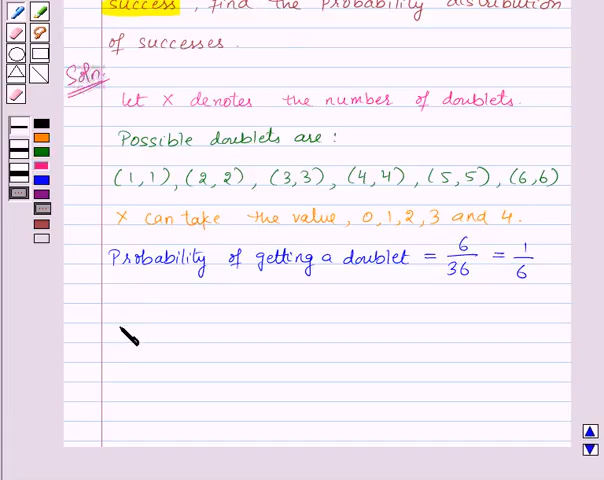 success, find the Probability distribution
of successes.
Soln.
Let X denotes the number of doublets.
Possible doublets are :
(1,1), (2,2), (3,3), (4,4), (5,5), (6,6)
X can take the value, 0, 1, 2, 3 and 4.
Probability of getting a doublet = 6/36 = 1/6